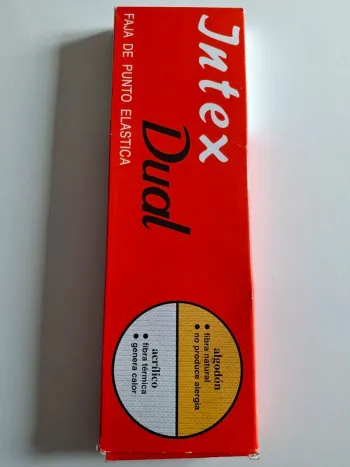 Intex
Dual
FAJA DE PUNTO ELASTICA
algodón
● fibra natural
● no produce alergia
acrílico
● fibra térmica
● genera calor